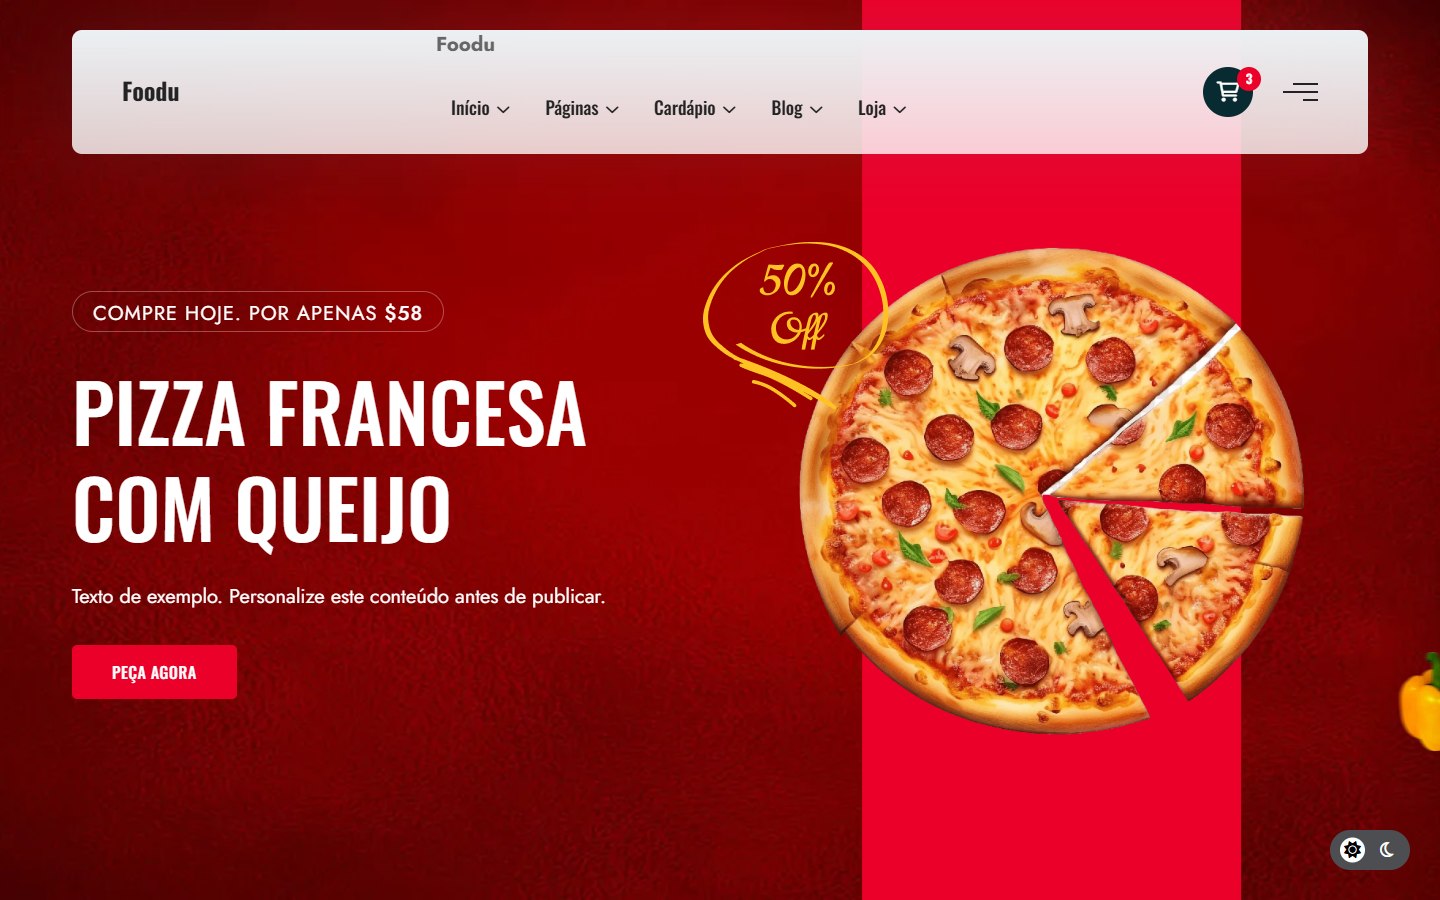 Foodu
Foodu
Início
Páginas
Cardápio
Blog
Loja
3
COMPRE HOJE. POR APENAS $58
PIZZA FRANCESA
COM QUEIJO
Texto de exemplo. Personalize este conteúdo antes de publicar.
PEÇA AGORA
50%
Off